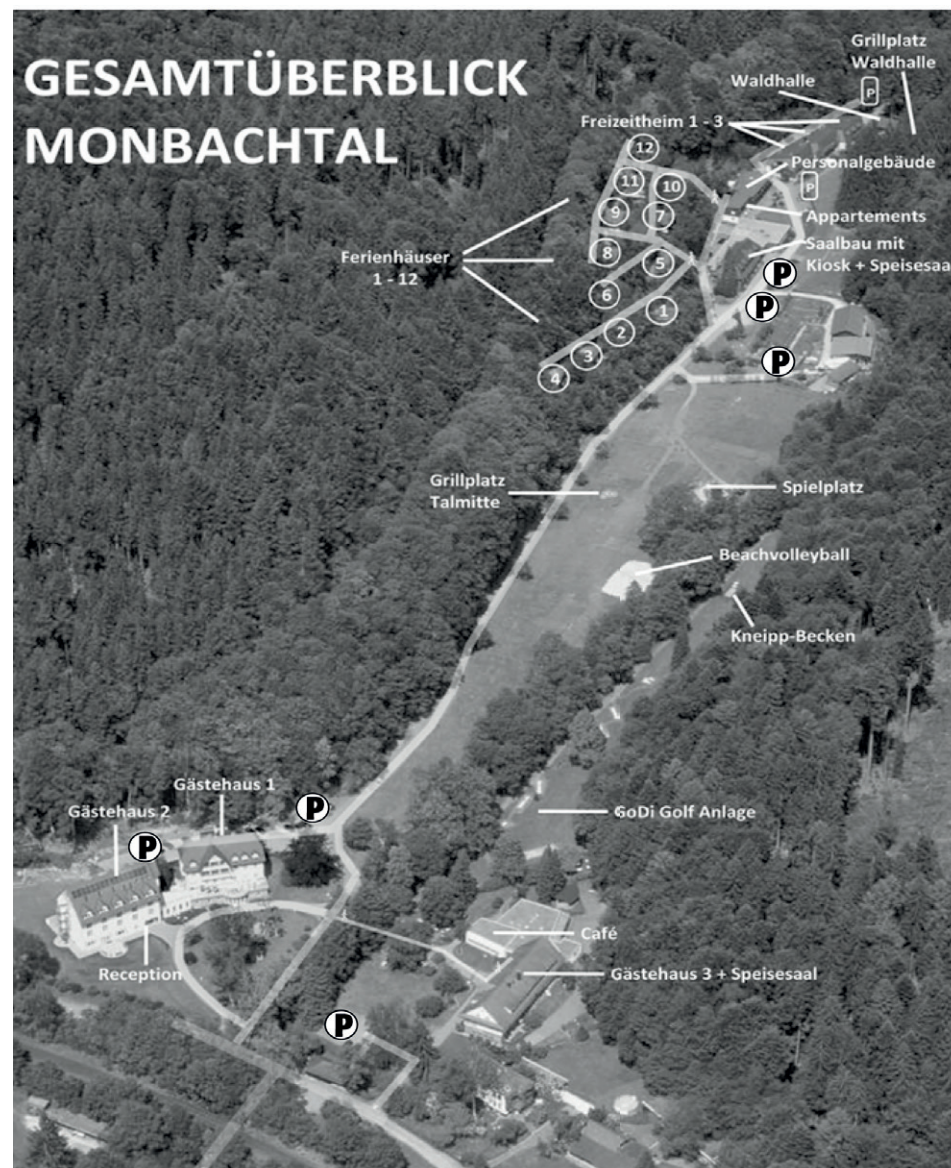 GESAMTÜBERBLICK
MONBACHTAL
Grillplatz
Waldhalle
Waldhalle
P
Freizeitheim 1 - 3
12
11
10
9
7
8
5
6
1
2
3
4
Ferienhäuser
1 - 12
Personalgebäude
P
Appartements
Saalbau mit
Kiosk + Speisesaal
P
P
P
Grillplatz
Talmitte
Spielplatz
Beachvolleyball
Kneipp-Becken
Gästehaus 1
Gästehaus 2
P
P
GoDi Golf Anlage
Café
Reception
Gästehaus 3 + Speisesaal
P